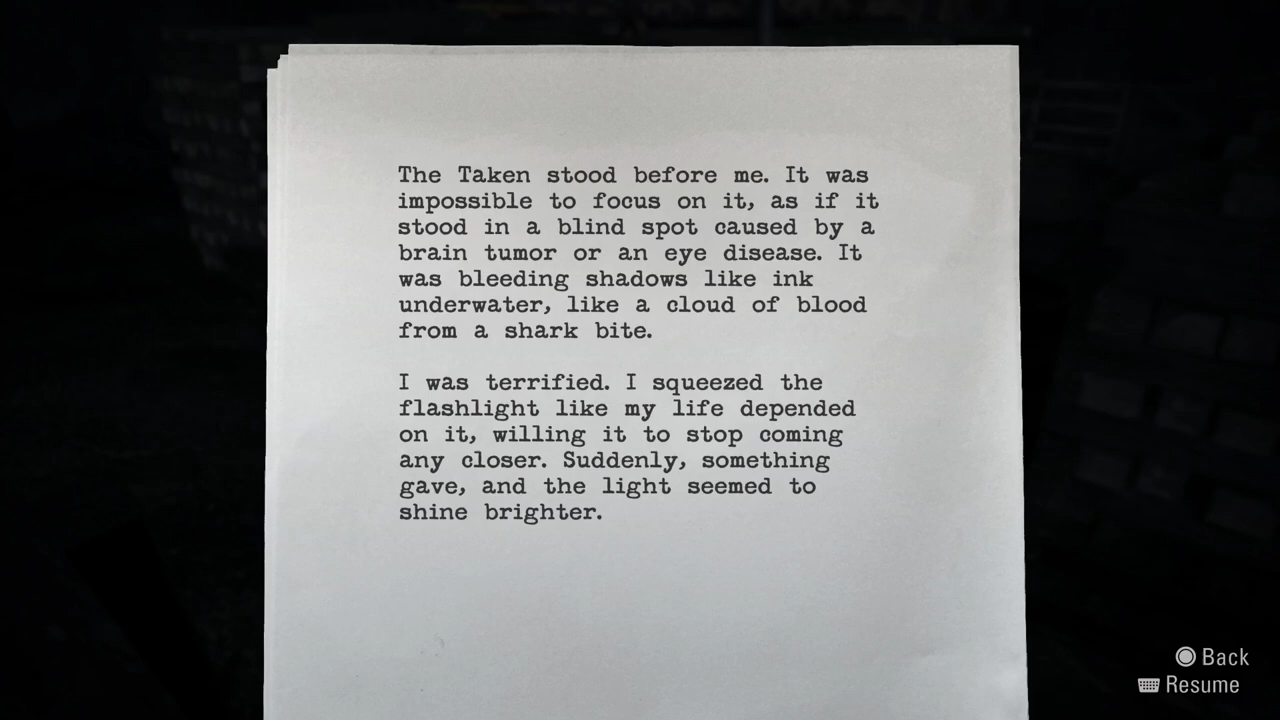 The Taken stood before me. It was
impossible to focus on it, as if it
stood in a blind spot caused by a
brain tumor or an eye disease. It
was bleeding shadows like ink
underwater, like a cloud of blood
from a shark bite.
I was terrified. I squeezed the
flashlight like my life depended
on it, willing it to stop coming
any closer. Suddenly, something
gave, and the light seemed to
shine brighter.
Back
Resume